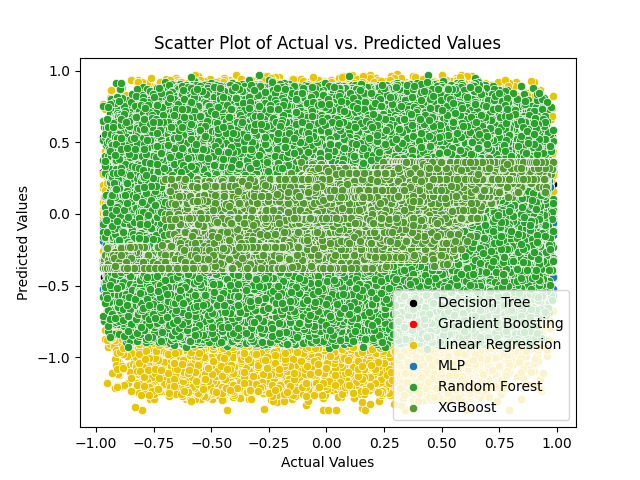 Scatter Plot of Actual vs. Predicted Values
Predicted Values
1.0
0.5
0.0
−0.5
−1.0
Decision Tree
Gradient Boosting
Linear Regression
MLP
Random Forest
XGBoost
−1.00 −0.75 −0.50 −0.25 0.00 0.25 0.50 0.75 1.00
Actual Values